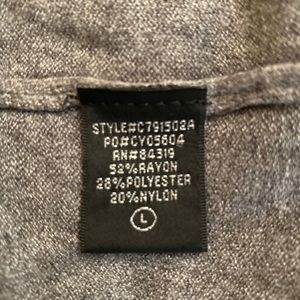 STYLE#C791502A
PO#CY05604
RN#84319
52%RAYON
28%POLYESTER
20%NYLON
L